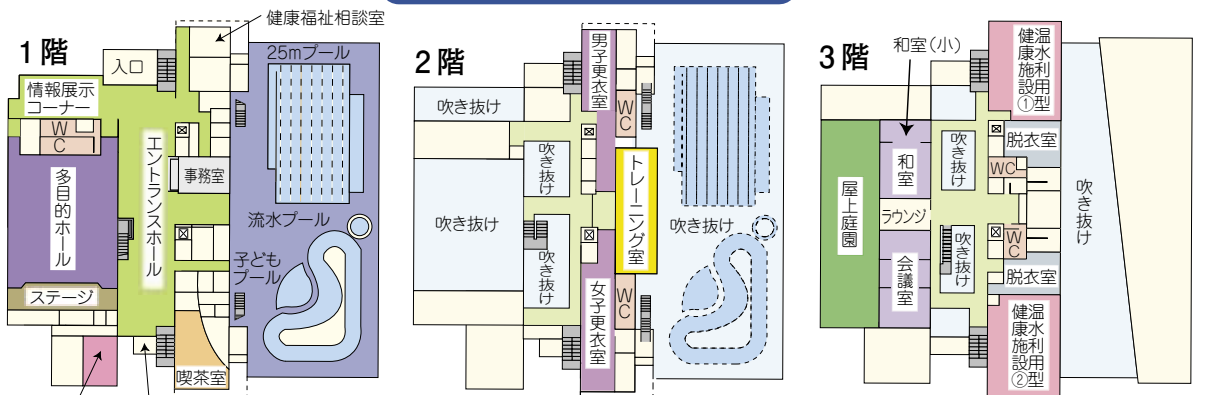 1階
健康福祉相談室
入口
25mプール
情報展示
コーナー
WC
エントランスホール
事務室
多目的ホール
流水プール
子ども
プール
ステージ
喫茶室
2階
男子更衣室
吹き抜け
WC
吹き抜け
トレーニング室
吹き抜け
吹き抜け
吹き抜け
女子更衣室
WC
3階
和室(小)
温水利用型
健康施設①
脱衣室
吹き抜け
和室
WC
屋上庭園
吹き抜け
ラウンジ
吹き抜け
WC
会議室
脱衣室
温水利用型
健康施設②